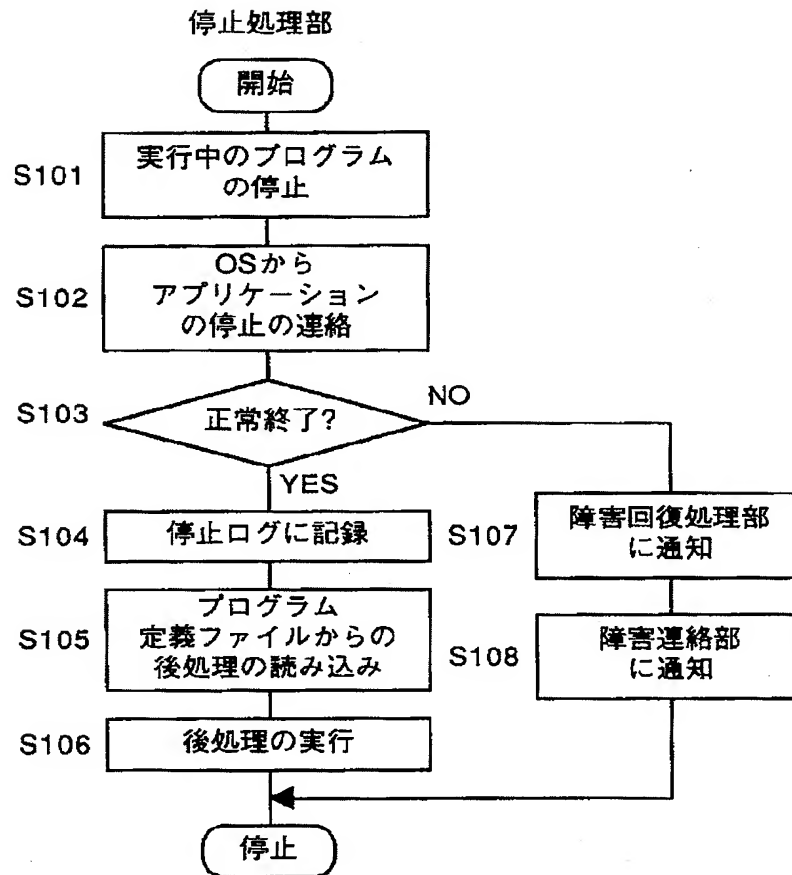 停止処理部
開始
S101
実行中のプログラム
の停止
S102
OSから
アプリケーション
の停止の連絡
S103
正常終了?
NO
YES
S104
停止ログに記録
S105
プログラム
定義ファイルからの
後処理の読み込み
S106
後処理の実行
S107
障害回復処理部
に通知
S108
障害連絡部
に通知
停止